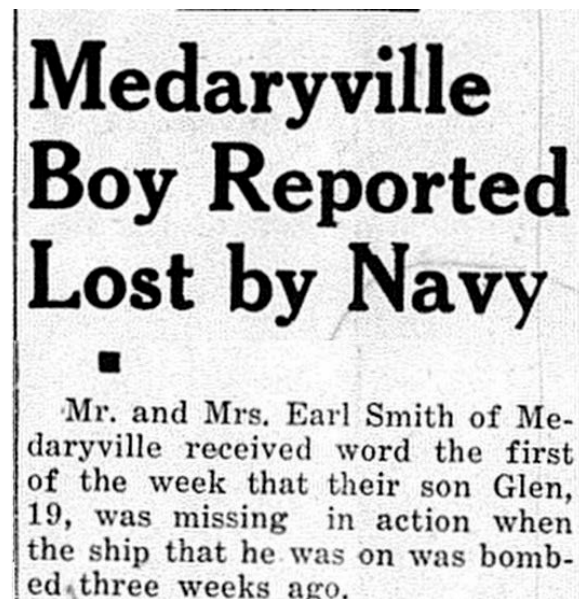 Medaryville
Boy Reported
Lost by Navy
Mr. and Mrs. Earl Smith of Me-
daryville received word the first
of the week that their son Glen,
19, was missing in action when
the ship that he was on was bomb-
ed three weeks ago.